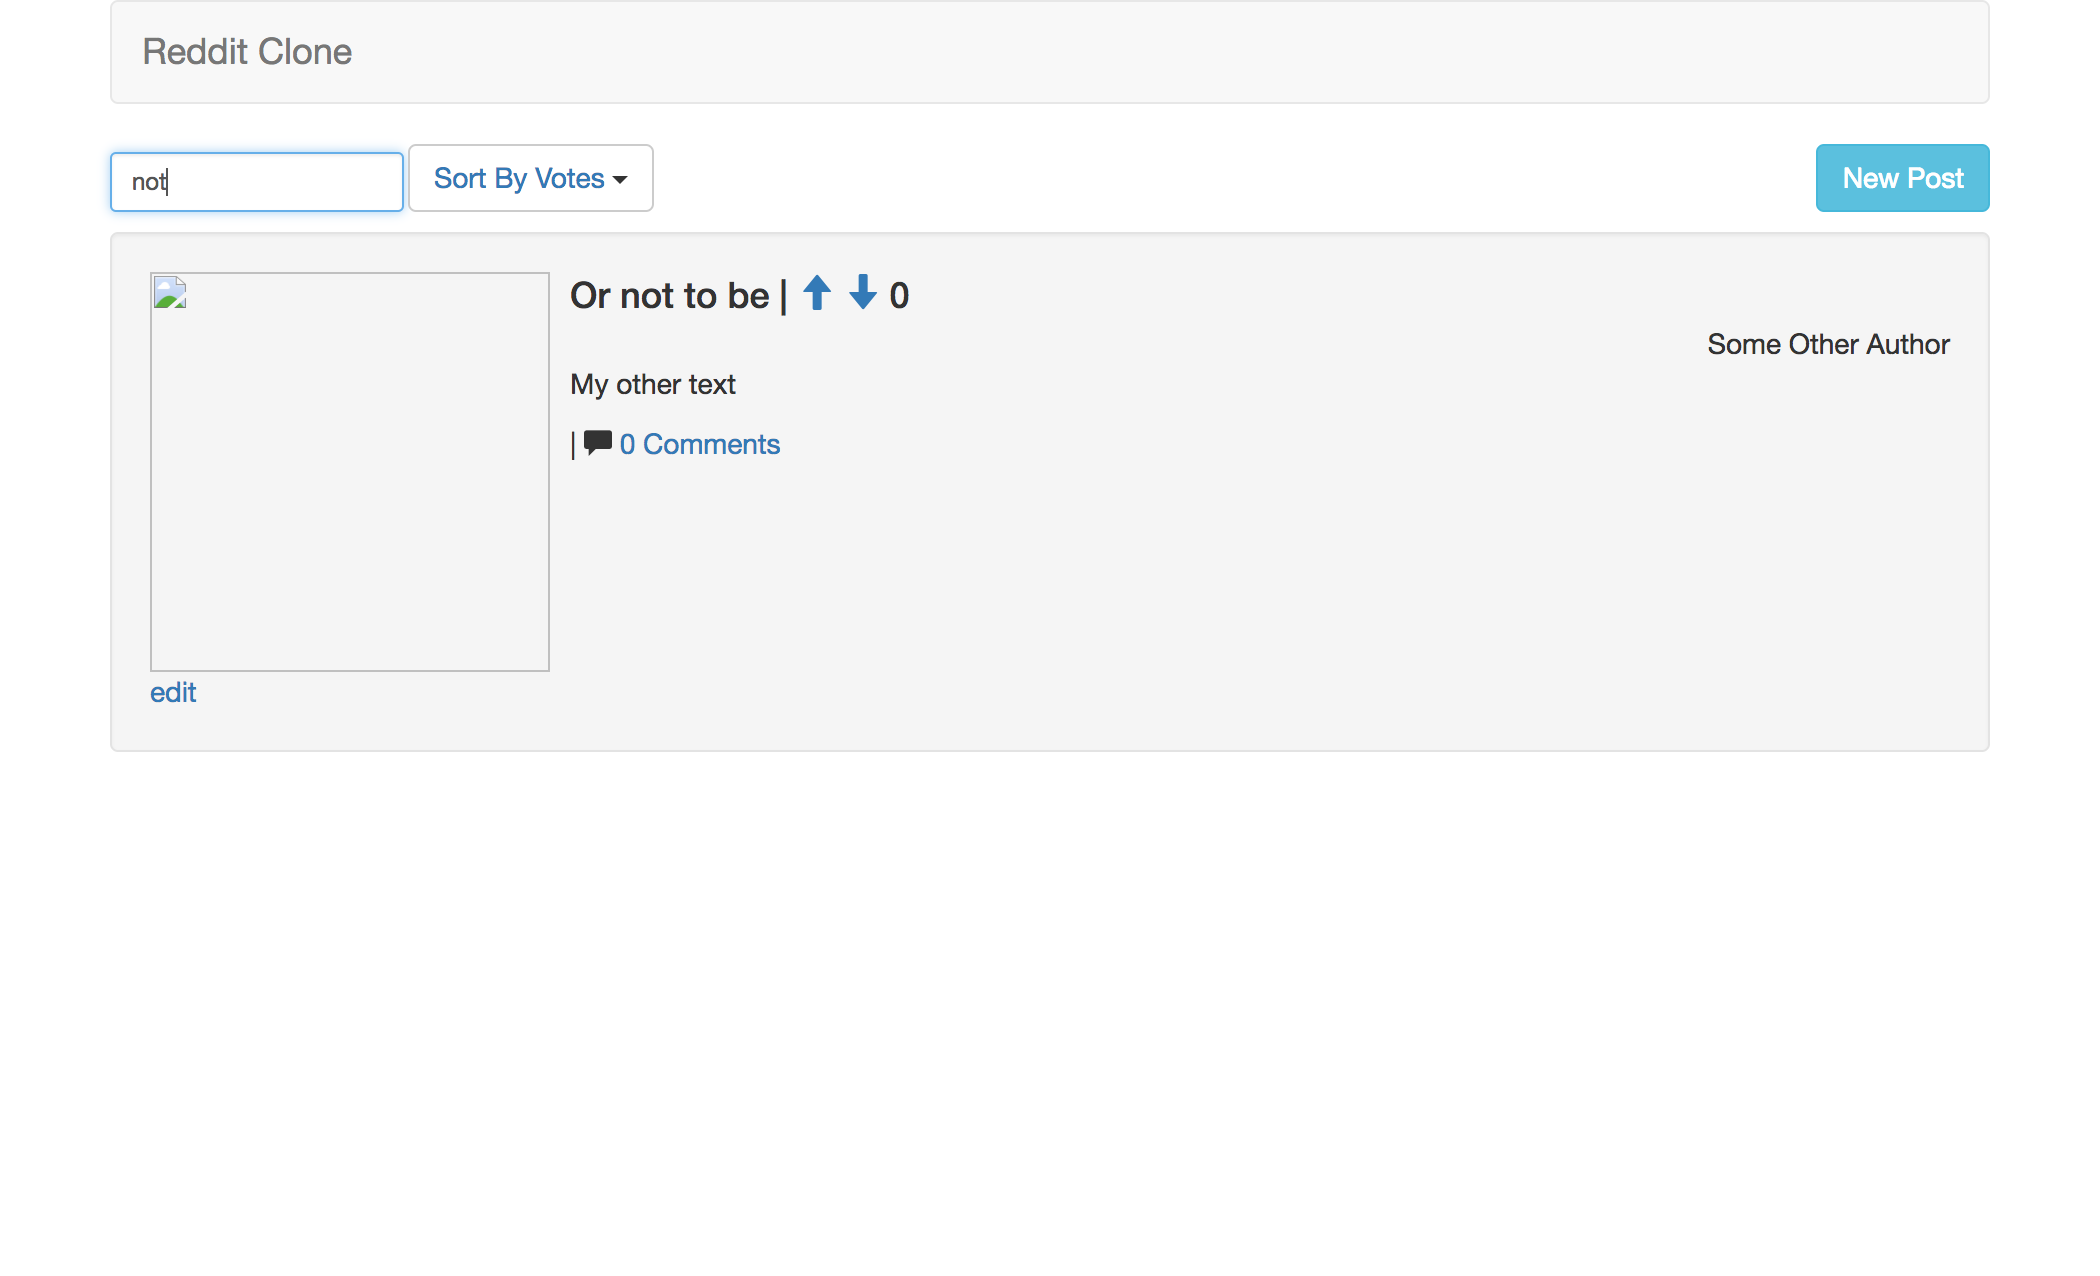 Reddit Clone
not
Sort By Votes
New Post
Or not to be | 0
Some Other Author
My other text
| 0 Comments
edit